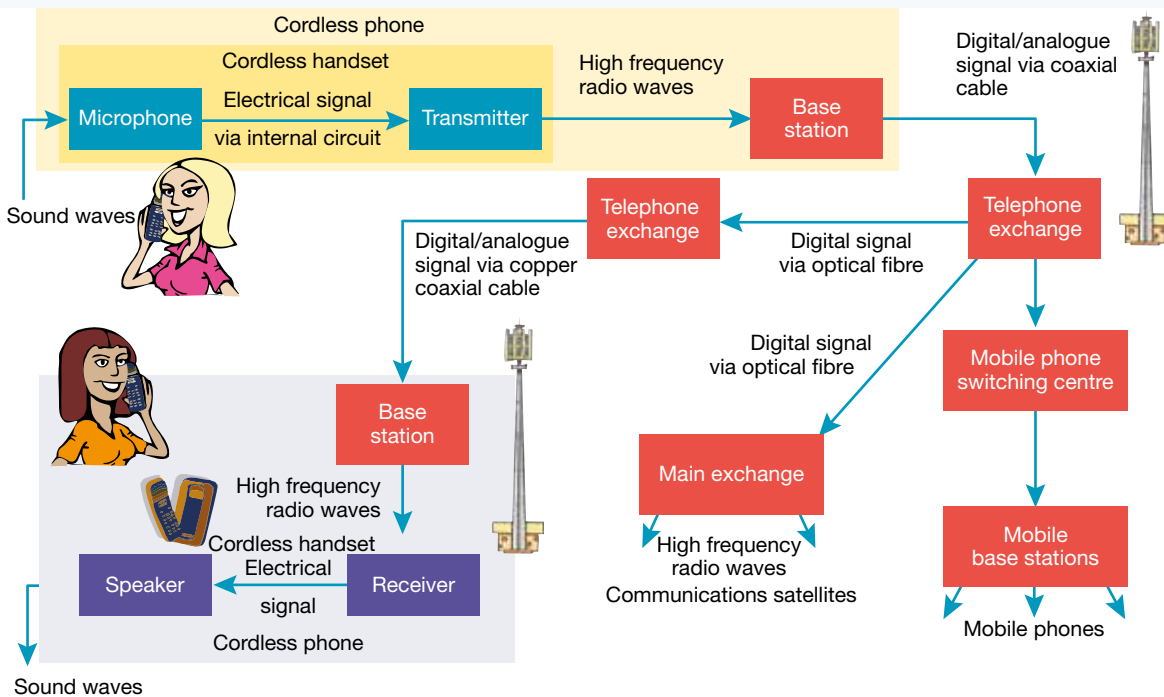 Cordless phone
Cordless handset
Microphone
Electrical signal
via internal circuit
Transmitter
High frequency
radio waves
Base
station
Digital/analogue
signal via coaxial
cable
Sound waves
Telephone
exchange
Digital signal
via optical fibre
Telephone
exchange
Digital/analogue
signal via copper
coaxial cable
Digital signal
via optical fibre
Mobile phone
switching centre
Base
station
Main exchange
High frequency
radio waves
Communications satellites
Mobile
base stations
Mobile phones
High frequency
radio waves
Cordless handset
Speaker
Electrical
signal
Receiver
Cordless phone
Sound waves